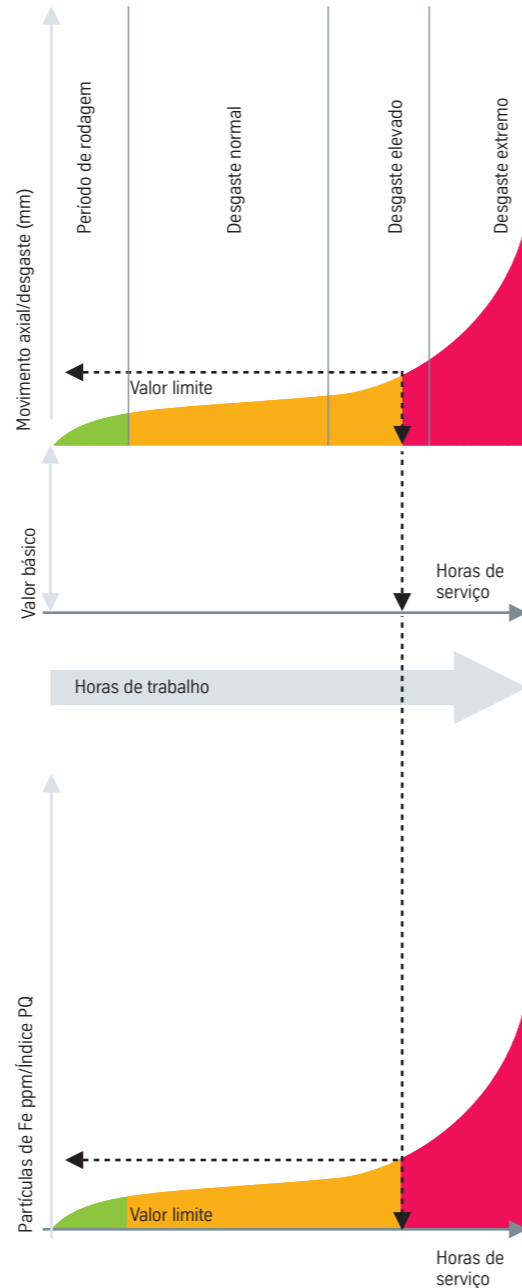 Movimento axial/desgaste (mm)
Período de rodagem
Desgaste normal
Desgaste elevado
Desgaste extremo
Valor limite
Valor básico
Horas de
serviço
Horas de trabalho
Partículas de Fe ppm/Índice PQ
Valor limite
Horas de
serviço